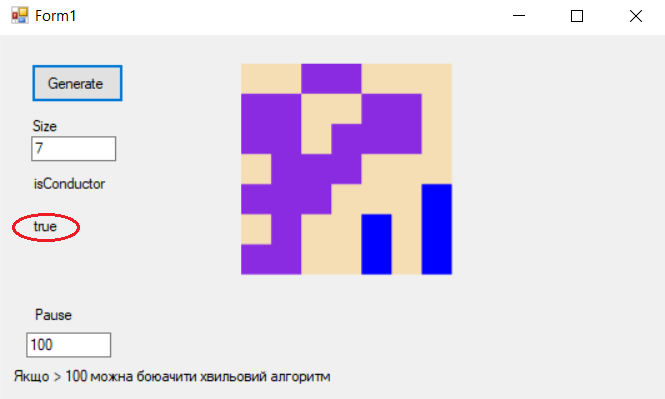 Form1
Generate
Size
7
isConductor
true
Pause
100
Якщо > 100 можна боюачити хвильовий алгоритм